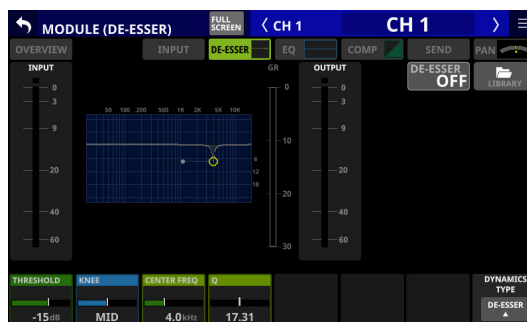 MODULE (DE-ESSER)
FULL SCREEN
CH 1
CH 1
OVERVIEW
INPUT
DE-ESSER
EQ
COMP
SEND
PAN
INPUT
GR
OUTPUT
DE-ESSER
OFF
LIBRARY
0
3
9
20
40
60
50 100 200 500 1K 2K 5K 10K
6
12
18
0
10
20
30
0
3
9
20
40
60
THRESHOLD
KNEE
CENTER FREQ
Q
DYNAMICS
TYPE
-15dB
MID
4.0kHz
17.31
DE-ESSER